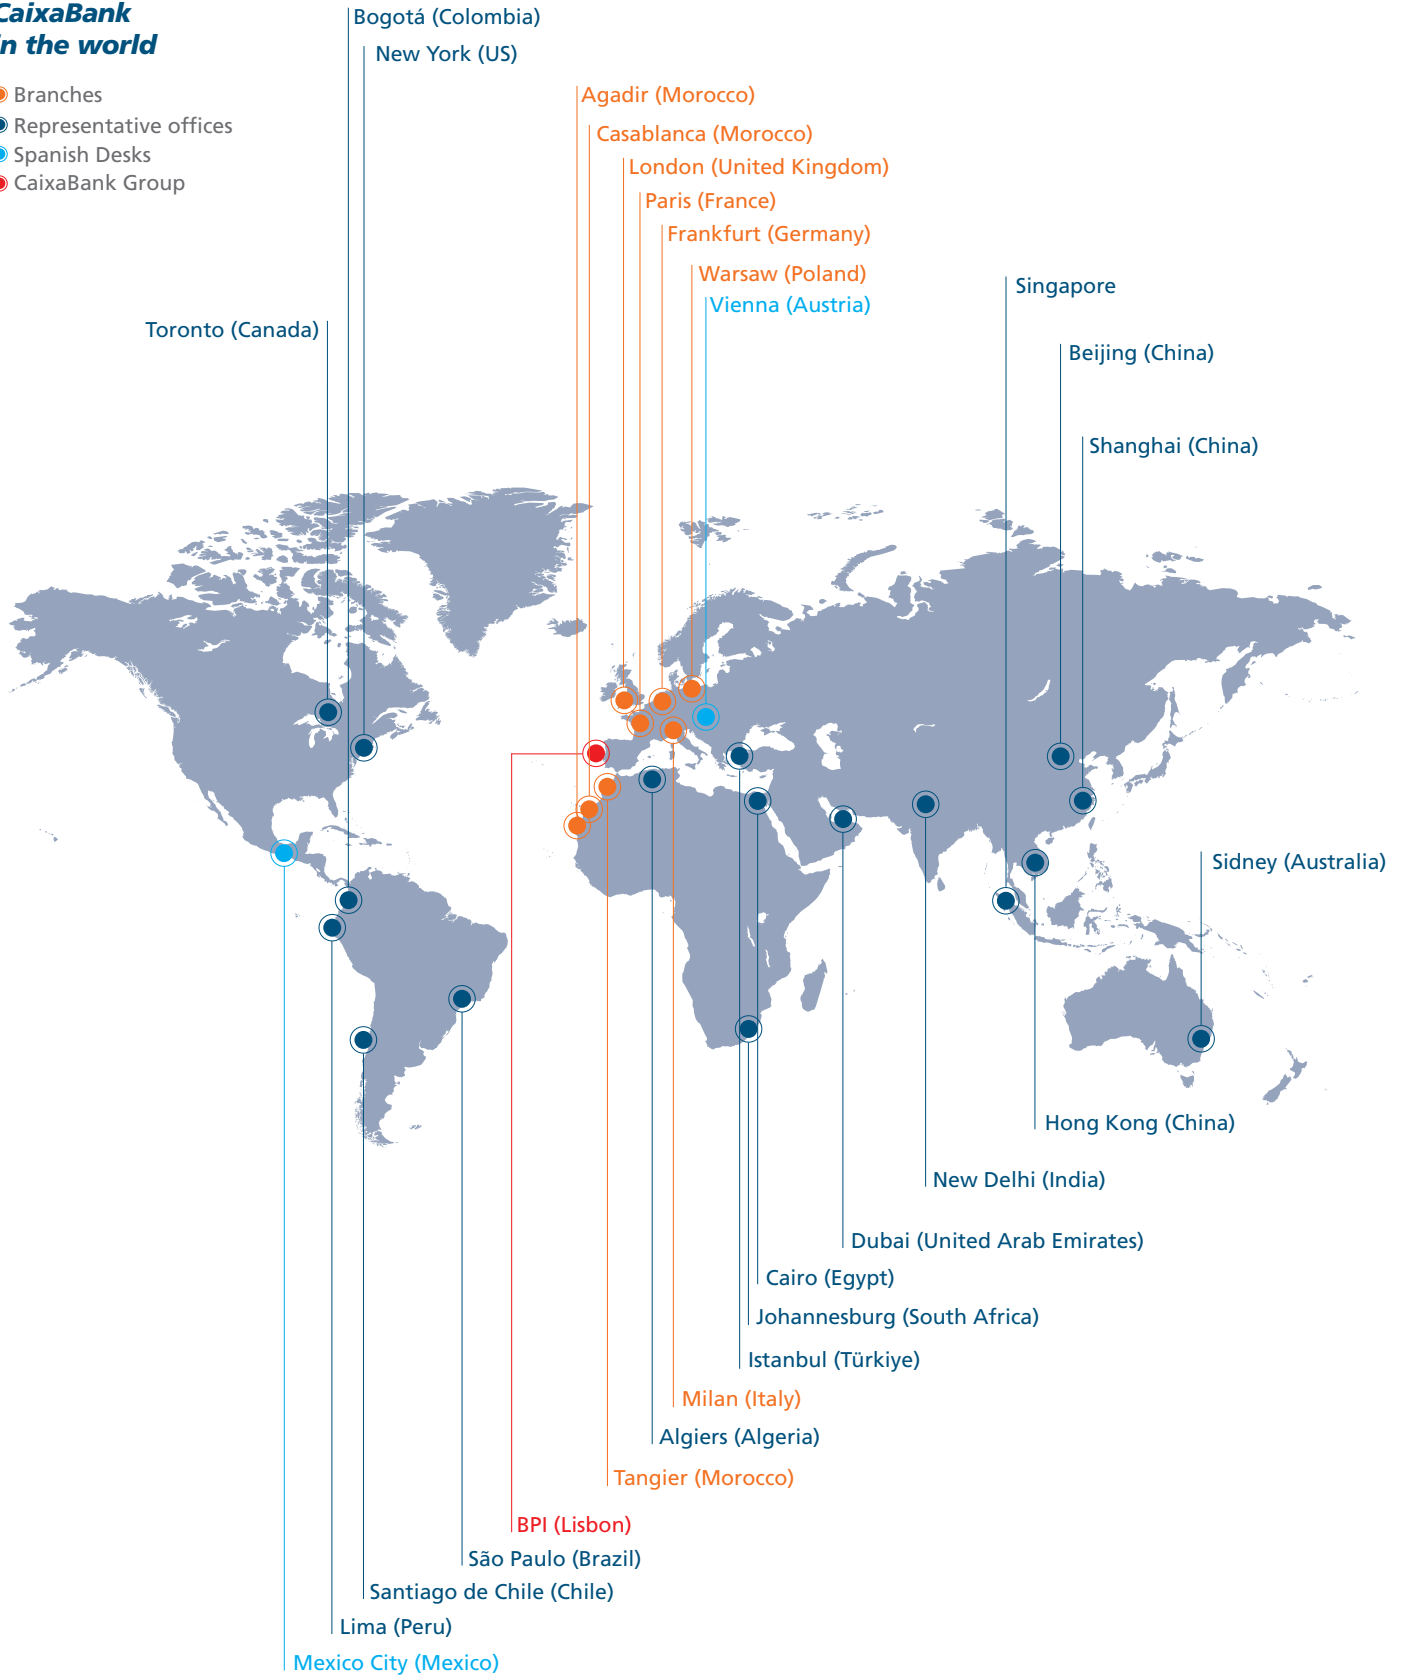 CaixaBank
in the world
Branches
Representative offices
Spanish Desks
CaixaBank Group
Bogotá (Colombia)
New York (US)
Agadir (Morocco)
Casablanca (Morocco)
London (United Kingdom)
Paris (France)
Frankfurt (Germany)
Warsaw (Poland)
Vienna (Austria)
Singapore
Toronto (Canada)
Beijing (China)
Shanghai (China)
Sidney (Australia)
Hong Kong (China)
New Delhi (India)
Dubai (United Arab Emirates)
Cairo (Egypt)
Johannesburg (South Africa)
Istanbul (Türkiye)
Milan (Italy)
Algiers (Algeria)
Tangier (Morocco)
BPI (Lisbon)
São Paulo (Brazil)
Santiago de Chile (Chile)
Lima (Peru)
Mexico City (Mexico)